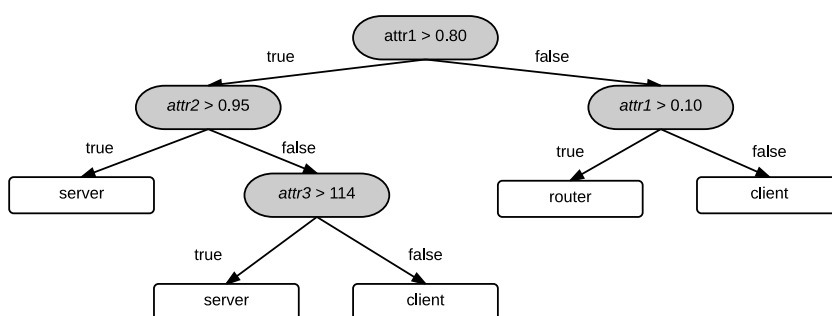 attr1 > 0.80
true
false
attr2 > 0.95
attr1 > 0.10
true
false
true
false
server
attr3 > 114
router
client
true
false
server
client